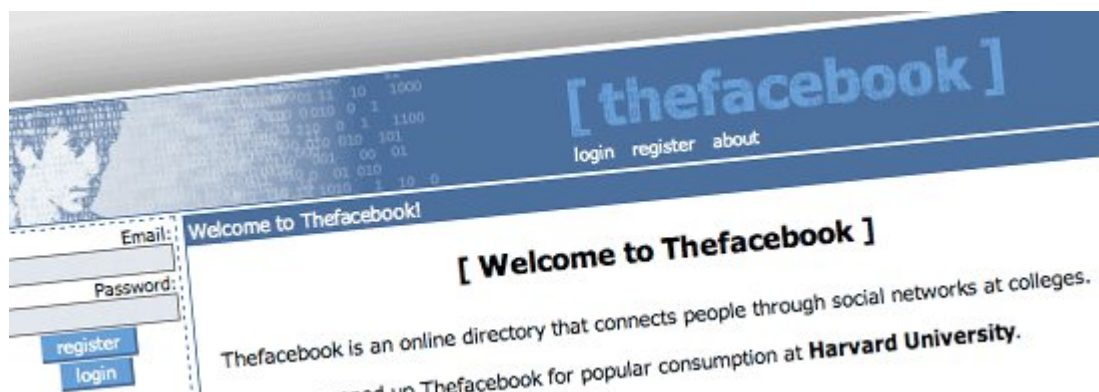 [ thefacebook ]
login register about
Welcome to Thefacebook!
Email:
Password:
register
login
[ Welcome to Thefacebook ]
Thefacebook is an online directory that connects people through social networks at colleges.
up Thefacebook for popular consumption at Harvard University.